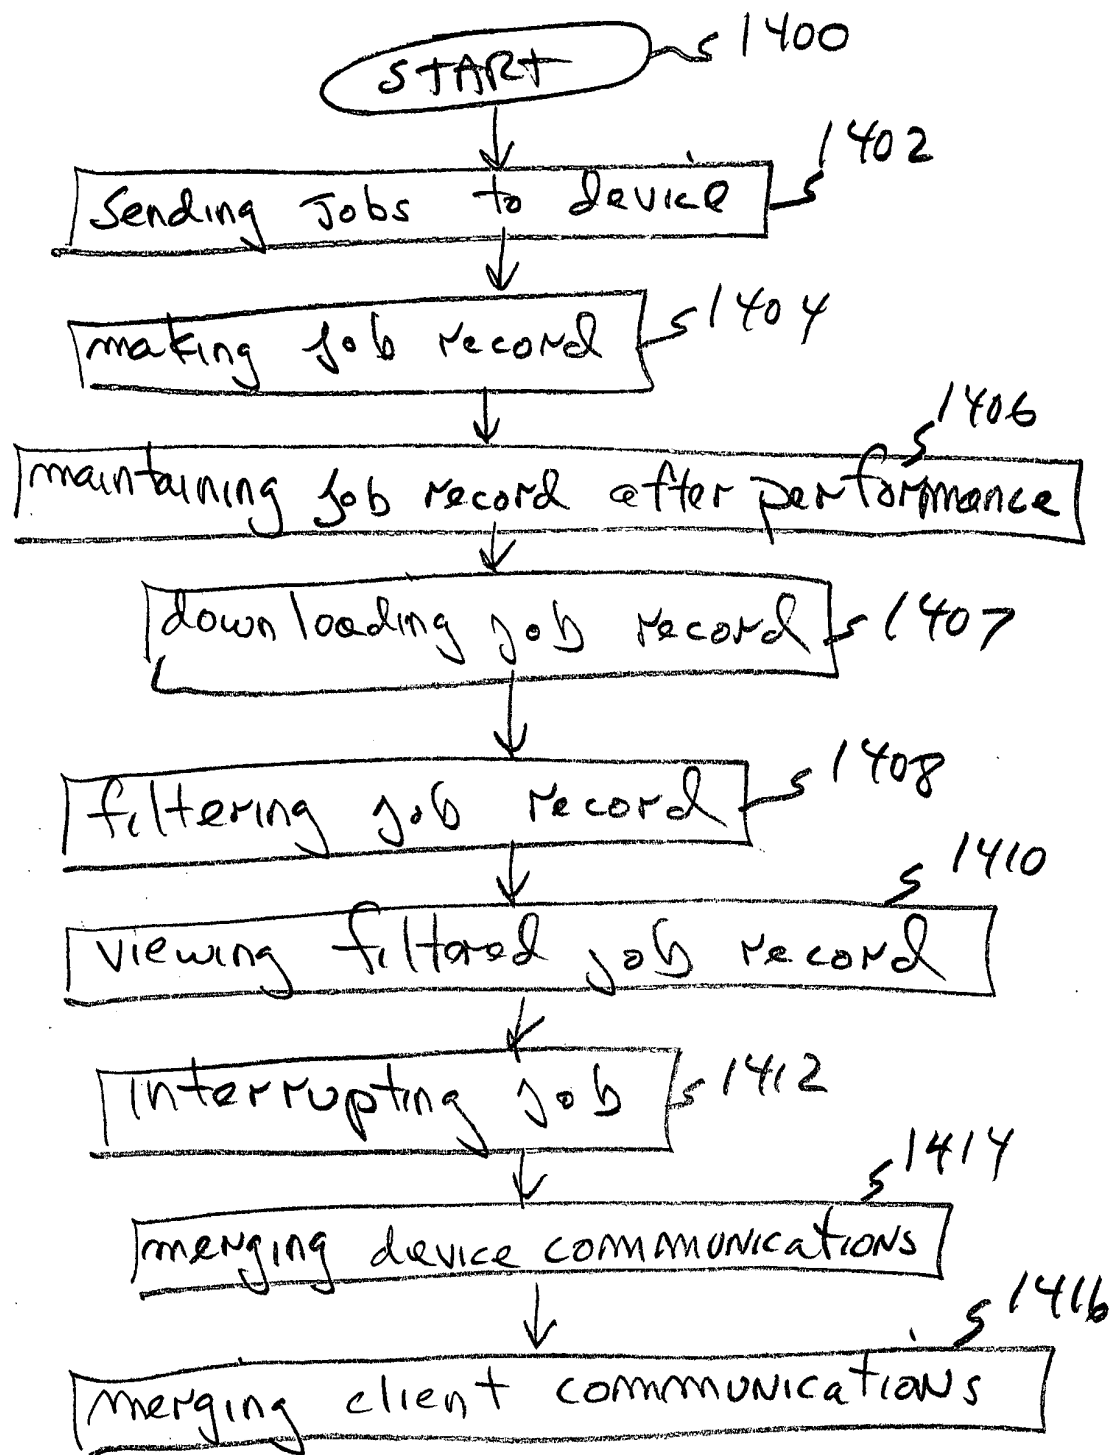 START 1400
1402
Sending Jobs to device
making job record 1404
1406
maintaining job record after performance
downloading job record 1407
filtering job record 1408
1410
viewing filtered job record
interrupting job 1412
1414
merging device communications
1416
merging client communications